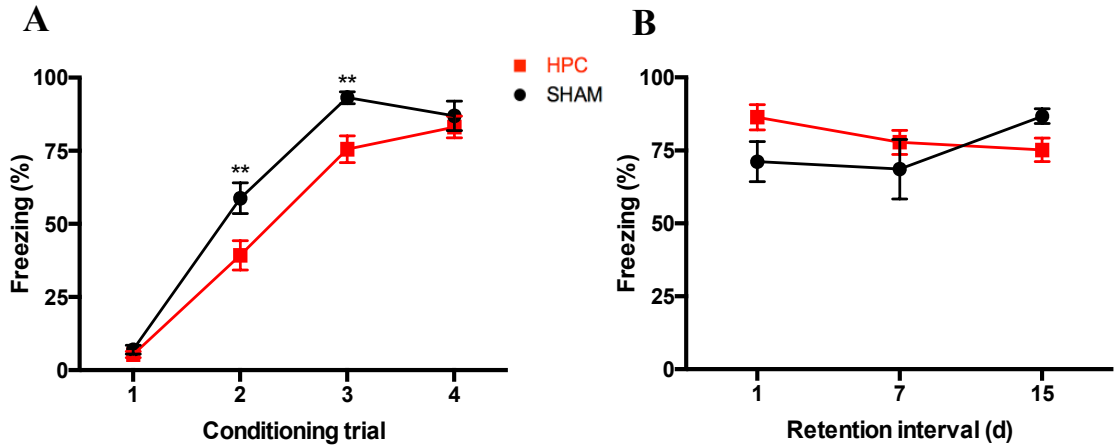 A
Freezing (%)
100
75
50
25
0
**
**
1 2 3 4
Conditioning trial
HPC
SHAM
B
Freezing (%)
100
75
50
25
0
1 7 15
Retention interval (d)